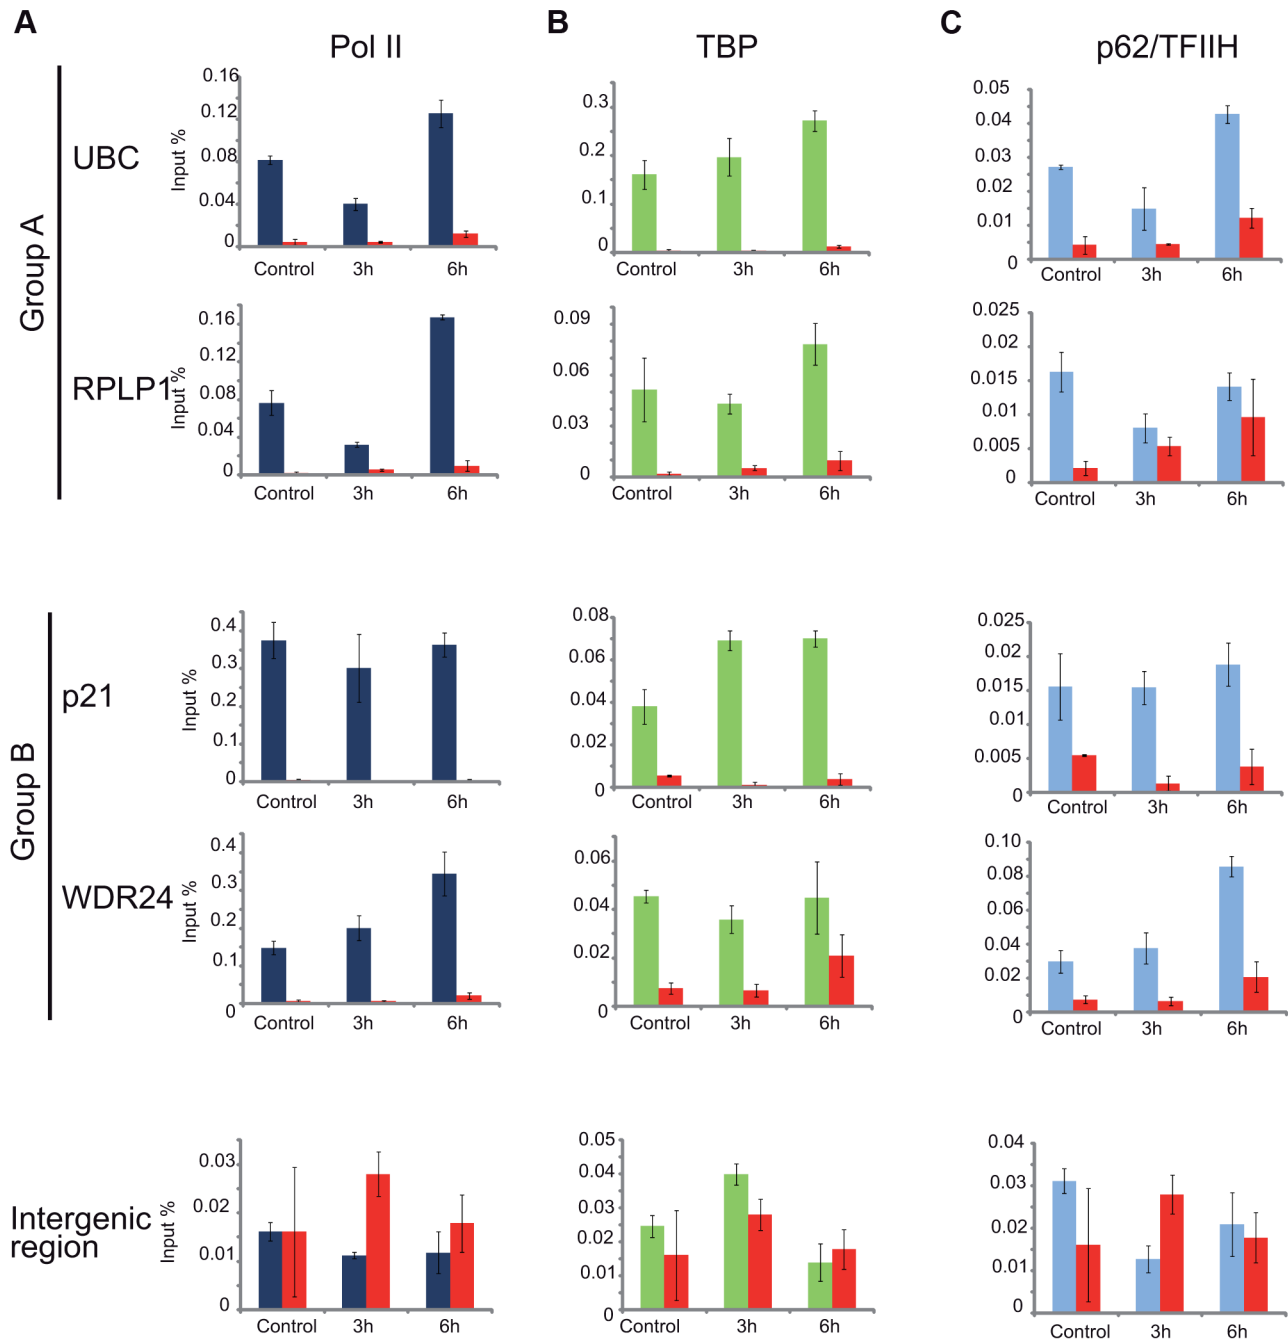 A
B
C
Pol II
TBP
p62/TFIIH
Group A
UBC
Input %
0.16
0.12
0.08
0.04
0
Control 3h 6h
0.3
0.2
0.1
0
Control 3h 6h
0.05
0.04
0.03
0.02
0.01
0
Control 3h 6h
RPLP1
Input %
0.16
0.12
0.08
0.04
0
Control 3h 6h
0.09
0.06
0.03
0
Control 3h 6h
0.025
0.02
0.015
0.01
0.005
0
Control 3h 6h
Group B
p21
Input %
0.4
0.3
0.2
0.1
0
Control 3h 6h
0.08
0.06
0.04
0.02
0
Control 3h 6h
0.025
0.02
0.015
0.01
0.005
0
Control 3h 6h
WDR24
Input %
0.4
0.3
0.2
0.1
0
Control 3h 6h
0.06
0.04
0.02
0
Control 3h 6h
0.10
0.08
0.06
0.04
0.02
0
Control 3h 6h
Intergenic
region
Input %
0.03
0.02
0.01
0
Control 3h 6h
0.05
0.04
0.03
0.02
0.01
0
Control 3h 6h
0.04
0.03
0.02
0.01
0
Control 3h 6h